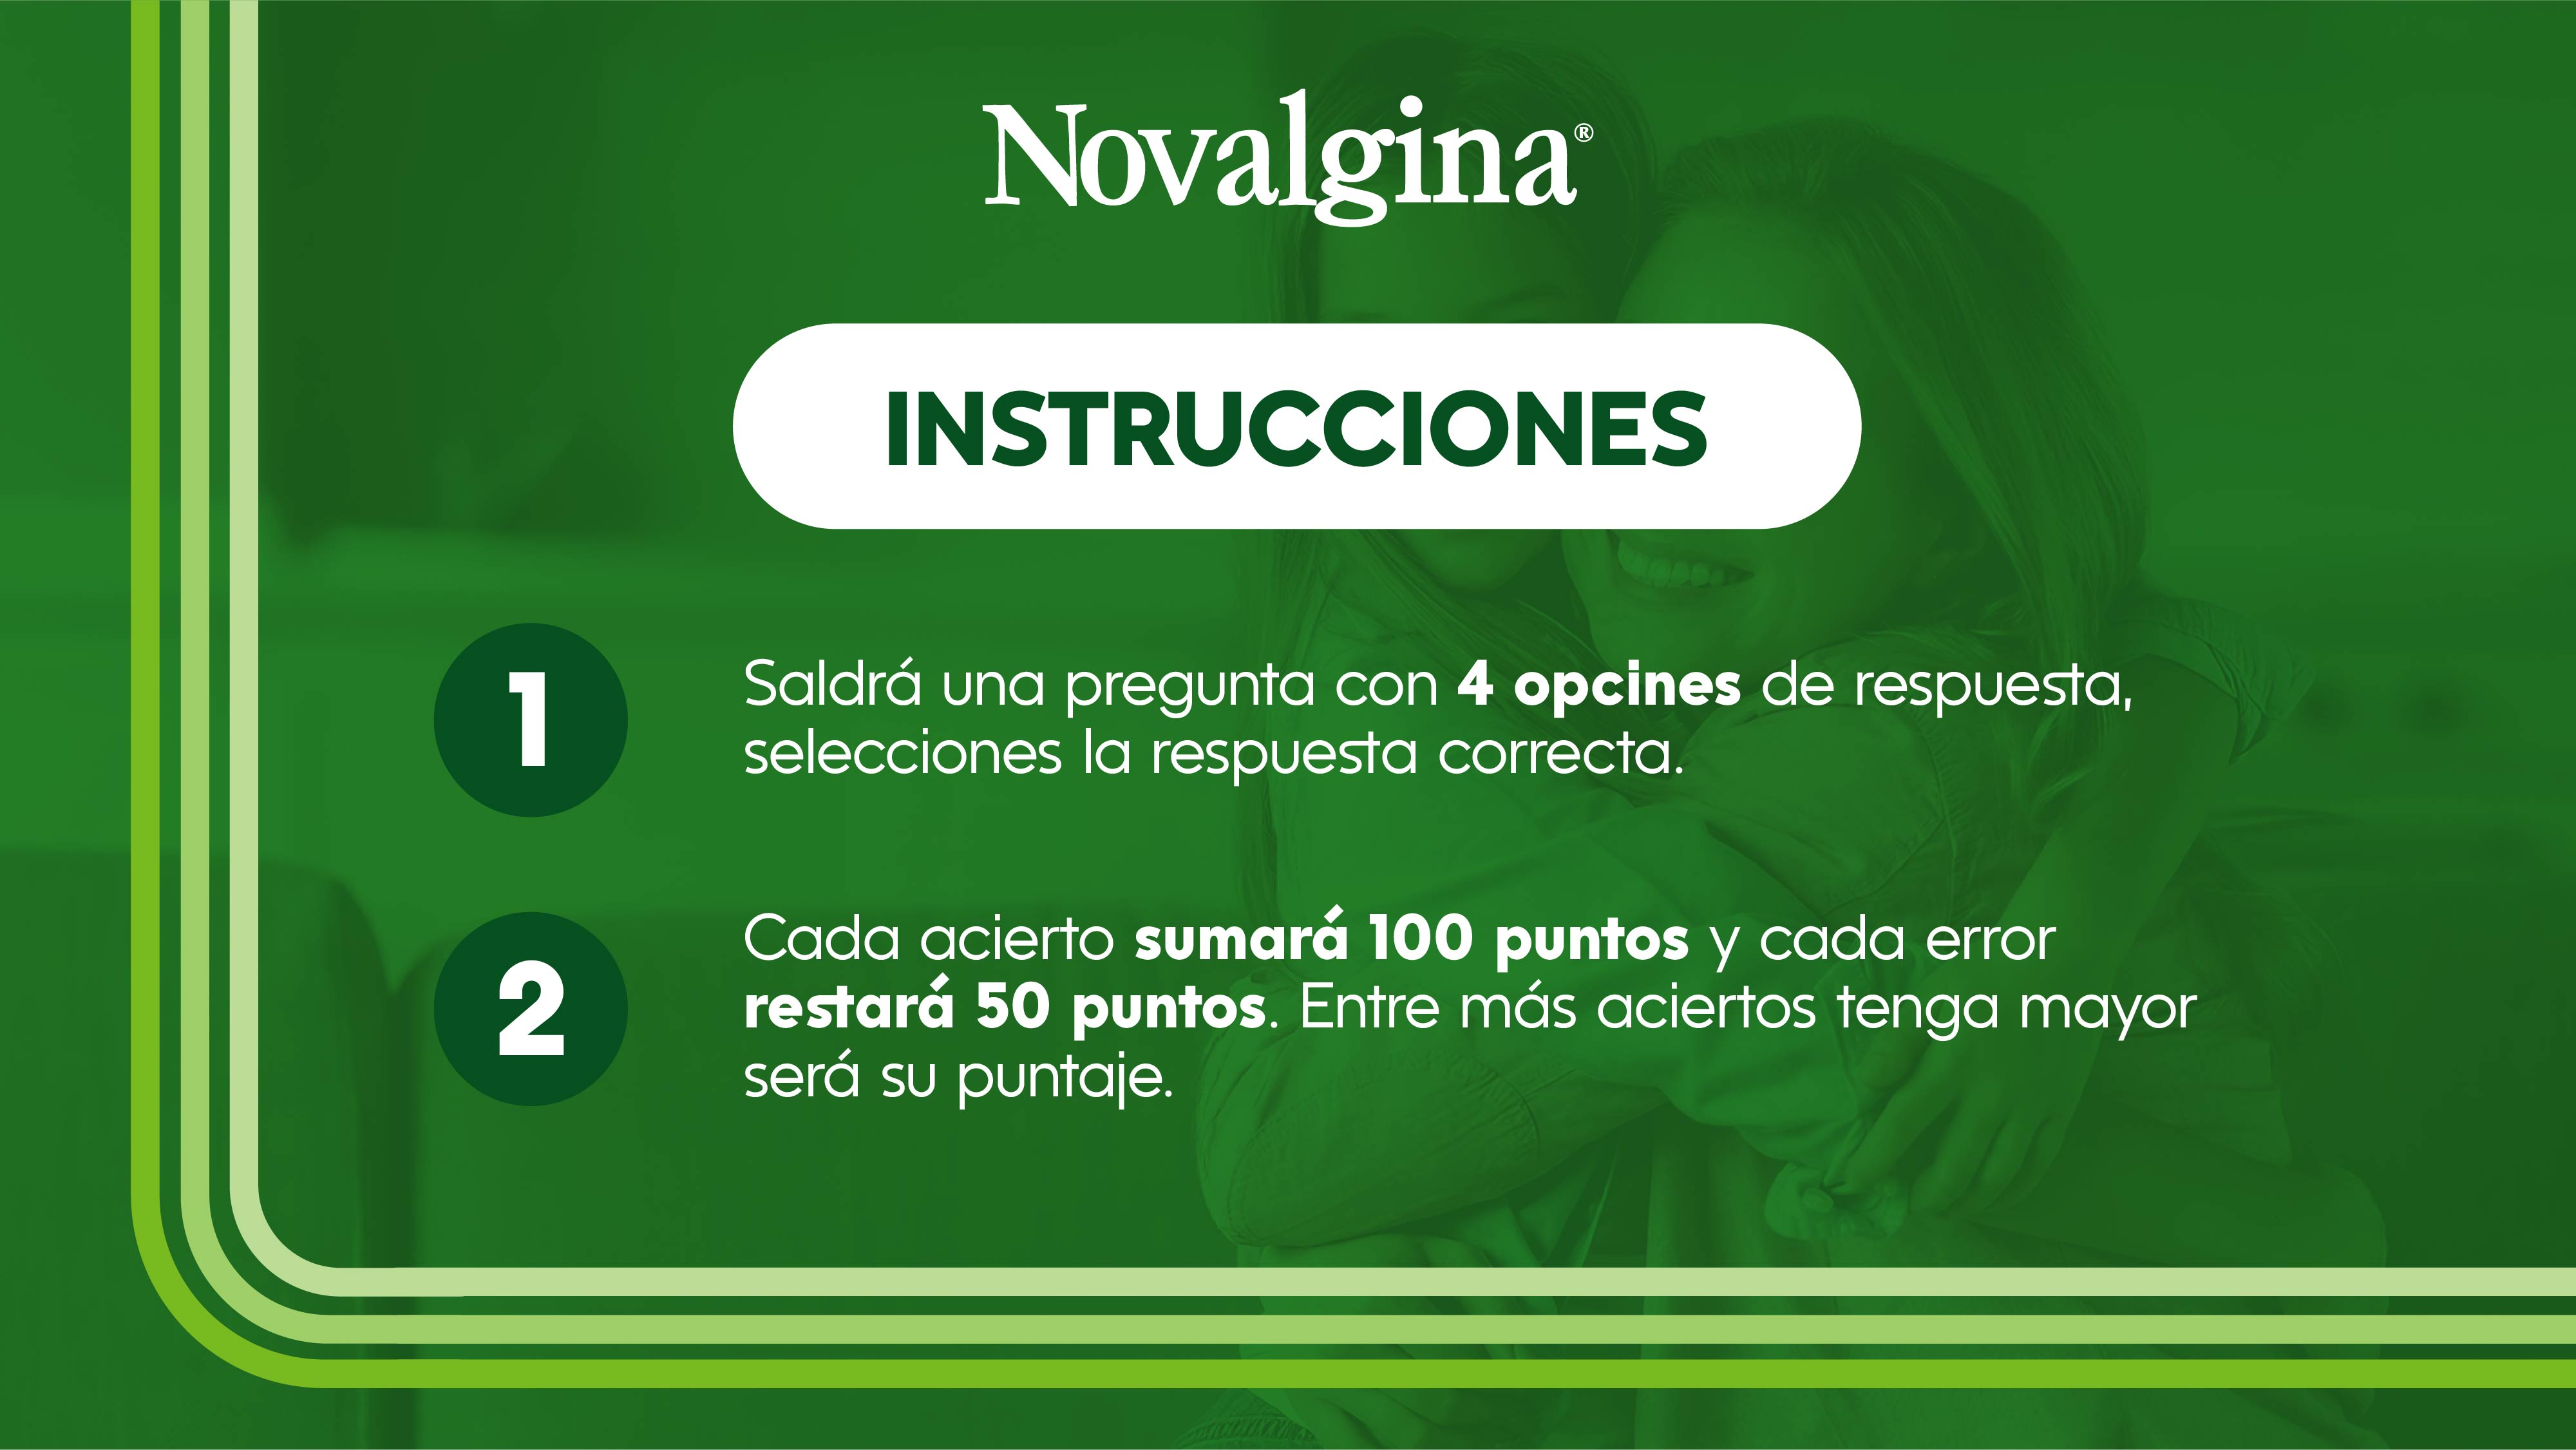 Novalgina®
INSTRUCCIONES
1
Saldrá una pregunta con 4 opcines de respuesta,
selecciones la respuesta correcta.
2
Cada acierto sumará 100 puntos y cada error
restará 50 puntos. Entre más aciertos tenga mayor
será su puntaje.